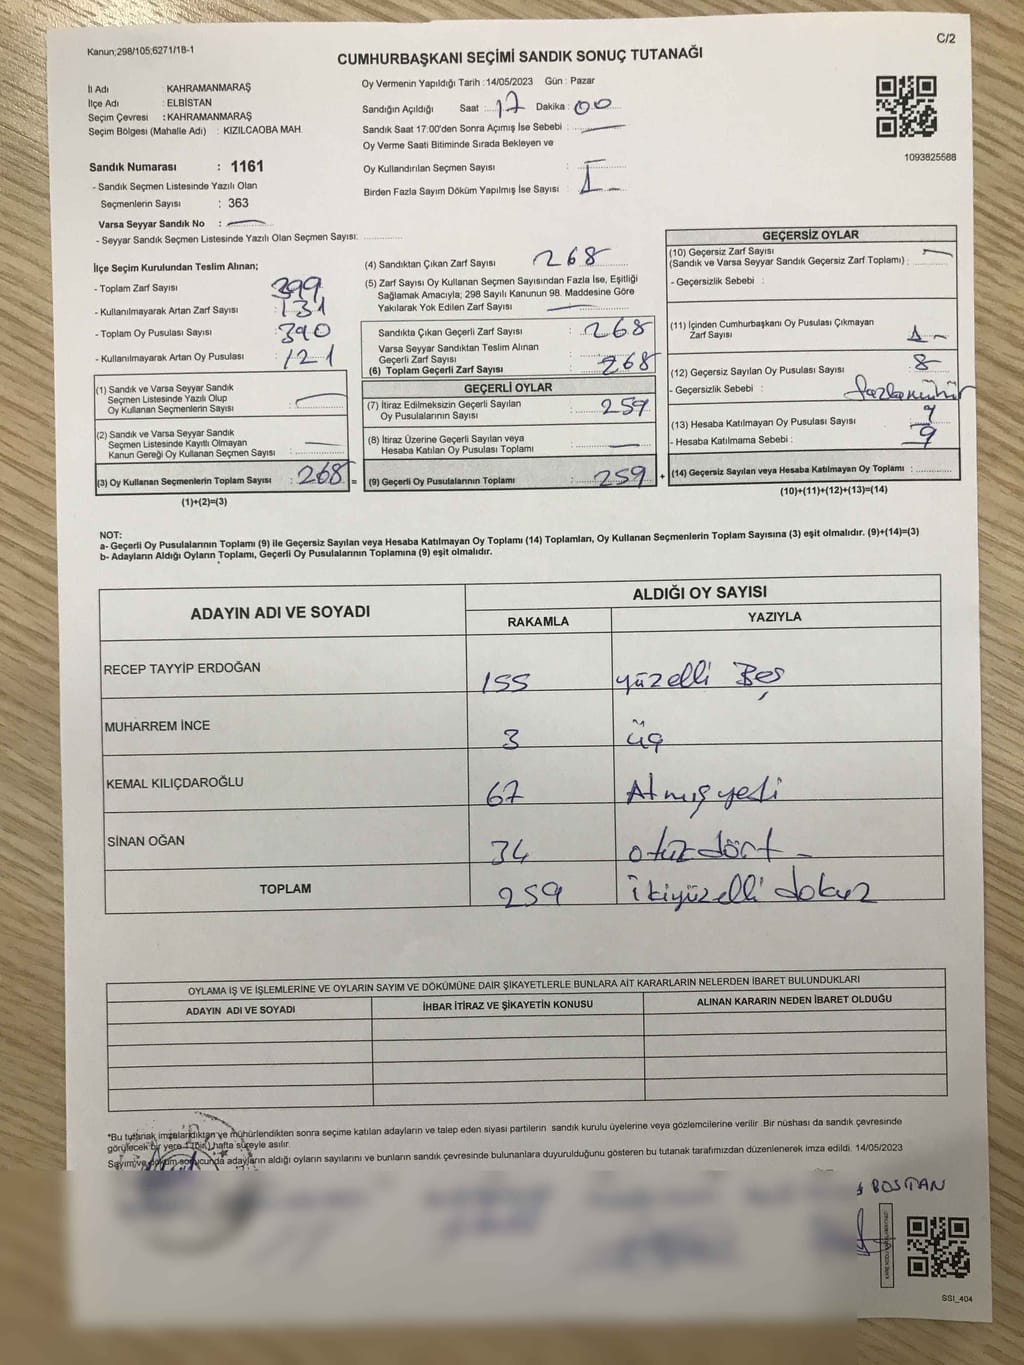 Kanun;298/105;6271/18-1
C/2
CUMHURBAŞKANI SEÇİMİ SANDIK SONUÇ TUTANAĞI
İl Adı : KAHRAMANMARAŞ
İlçe Adı : ELBİSTAN
Seçim Çevresi : KAHRAMANMARAŞ
Seçim Bölgesi (Mahalle Adı) : KIZILCAOBA MAH.
Sandık Numarası : 1161
- Sandık Seçmen Listesinde Yazılı Olan
Seçmenlerin Sayısı : 363
Varsa Seyyar Sandık No :
- Seyyar Sandık Seçmen Listesinde Yazılı Olan Seçmen Sayısı:
Oy Vermenin Yapıldığı Tarih : 14/05/2023 Gün : Pazar
Sandığın Açıldığı Saat : 17 Dakika : 00
Sandık Saat 17:00'den Sonra Açımış İse Sebebi :
Oy Verme Saati Bitiminde Sırada Bekleyen ve
Oy Kullandırılan Seçmen Sayısı :
Birden Fazla Sayım Döküm Yapılmış İse Sayısı :
1093825588
İlçe Seçim Kurulundan Teslim Alınan;
- Toplam Zarf Sayısı : 399
- Kullanılmayarak Artan Zarf Sayısı : 131
- Toplam Oy Pusulası Sayısı : 390
- Kullanılmayarak Artan Oy Pusulası : 121
(1) Sandık ve Varsa Seyyar Sandık
Seçmen Listesinde Yazılı Olup
Oy Kullanan Seçmenlerin Sayısı :
(2) Sandık ve Varsa Seyyar Sandık
Seçmen Listesinde Kayıtlı Olmayan
Kanun Gereği Oy Kullanan Seçmen Sayısı :
(3) Oy Kullanan Seçmenlerin Toplam Sayısı : 268 =
(1)+(2)=(3)
(4) Sandıktan Çıkan Zarf Sayısı : 268
(5) Zarf Sayısı Oy Kullanan Seçmen Sayısından Fazla İse, Eşitliği
Sağlamak Amacıyla; 298 Sayılı Kanunun 98. Maddesine Göre
Yakılarak Yok Edilen Zarf Sayısı :
Sandıkta Çıkan Geçerli Zarf Sayısı : 268
Varsa Seyyar Sandıktan Teslim Alınan
Geçerli Zarf Sayısı :
(6) Toplam Geçerli Zarf Sayısı : 268
GEÇERLİ OYLAR
(7) İtiraz Edilmeksizin Geçerli Sayılan
Oy Pusulalarının Sayısı : 259
(8) İtiraz Üzerine Geçerli Sayılan veya
Hesaba Katılan Oy Pusulası Toplamı :
(9) Geçerli Oy Pusulalarının Toplamı : 259 +
GEÇERSİZ OYLAR
(10) Geçersiz Zarf Sayısı
(Sandık ve Varsa Seyyar Sandık Geçersiz Zarf Toplamı) :
- Geçersizlik Sebebi :
(11) İçinden Cumhurbaşkanı Oy Pusulası Çıkmayan
Zarf Sayısı : 1
(12) Geçersiz Sayılan Oy Pusulası Sayısı : 8
- Geçersizlik Sebebi : fazla mühür
(13) Hesaba Katılmayan Oy Pusulası Sayısı :
- Hesaba Katılmama Sebebi : 9
(14) Geçersiz Sayılan veya Hesaba Katılmayan Oy Toplamı :
(10)+(11)+(12)+(13)=(14)
NOT:
a- Geçerli Oy Pusulalarının Toplamı (9) ile Geçersiz Sayılan veya Hesaba Katılmayan Oy Toplamı (14) Toplamları, Oy Kullanan Seçmenlerin Toplam Sayısına (3) eşit olmalıdır. (9)+(14)=(3)
b- Adayların Aldığı Oyların Toplamı, Geçerli Oy Pusulalarının Toplamına (9) eşit olmalıdır.
ADAYIN ADI VE SOYADI
ALDIĞI OY SAYISI
RAKAMLA YAZIYLA
RECEP TAYYİP ERDOĞAN 155 yüzelli Beş
MUHARREM İNCE 3 üç
KEMAL KILIÇDAROĞLU 67 Atmış yedi
SİNAN OĞAN 34 otuz dört
TOPLAM 259 ikiyüzelli dokuz
OYLAMA İŞ VE İŞLEMLERİNE VE OYLARIN SAYIM VE DÖKÜMÜNE DAİR ŞİKAYETLERLE BUNLARA AİT KARARLARIN NELERDEN İBARET BULUNDUKLARI
ADAYIN ADI VE SOYADI İHBAR İTİRAZ VE ŞİKAYETİN KONUSU ALINAN KARARIN NEDEN İBARET OLDUĞU
*Bu tutanak imzalandıktan ve mühürlendikten sonra seçime katılan adayların ve talep eden siyasi partilerin sandık kurulu üyelerine veya gözlemcilerine verilir .Bir nüshası da sandık çevresinde
görülecek bir yere 1 (bir) hafta süreyle asılır.
Sayım ve döküm sonucunda adayların aldığı oyların sayılarını ve bunların sandık çevresinde bulunanlara duyurulduğunu gösteren bu tutanak tarafımızdan düzenlenerek imza edildi. 14/05/2023
BOSTAN
SSI_404